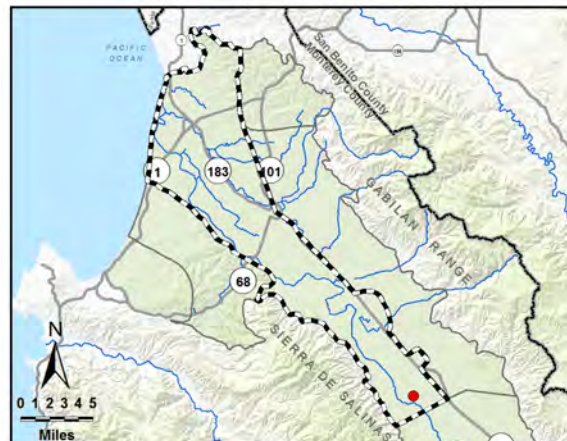 PACIFIC
OCEAN
1
San Benito County
Monterey County
1
183
101
GABILAN RANGE
68
SIERRA DE SALINAS
N
0 1 2 3 4 5
Miles